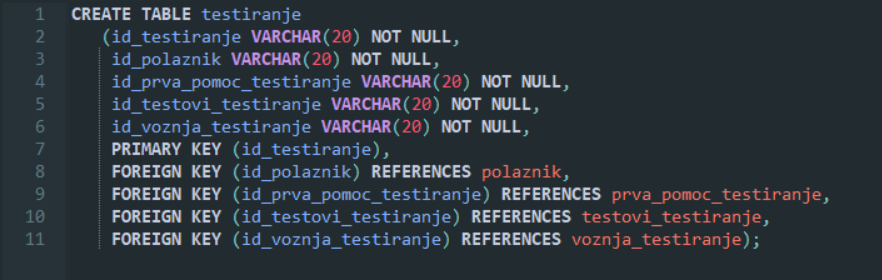 1 CREATE TABLE testiranje
2 (id_testiranje VARCHAR(20) NOT NULL,
3 id_polaznik VARCHAR(20) NOT NULL,
4 id_prva_pomoc_testiranje VARCHAR(20) NOT NULL,
5 id_testovi_testiranje VARCHAR(20) NOT NULL,
6 id_voznja_testiranje VARCHAR(20) NOT NULL,
7 PRIMARY KEY (id_testiranje),
8 FOREIGN KEY (id_polaznik) REFERENCES polaznik,
9 FOREIGN KEY (id_prva_pomoc_testiranje) REFERENCES prva_pomoc_testiranje,
10 FOREIGN KEY (id_testovi_testiranje) REFERENCES testovi_testiranje,
11 FOREIGN KEY (id_voznja_testiranje) REFERENCES voznja_testiranje);